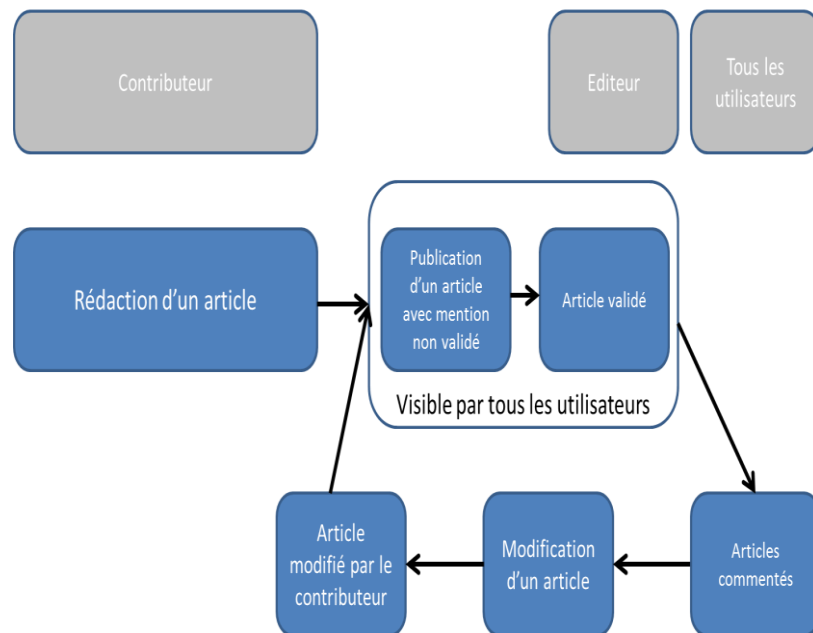 Contributeur
Editeur
Tous les
utilisateurs
Rédaction d'un article
Publication
d'un article
avec mention
non validé
Article validé
Visible par tous les utilisateurs
Article
modifié par le
contributeur
Modification
d'un article
Articles
commentés